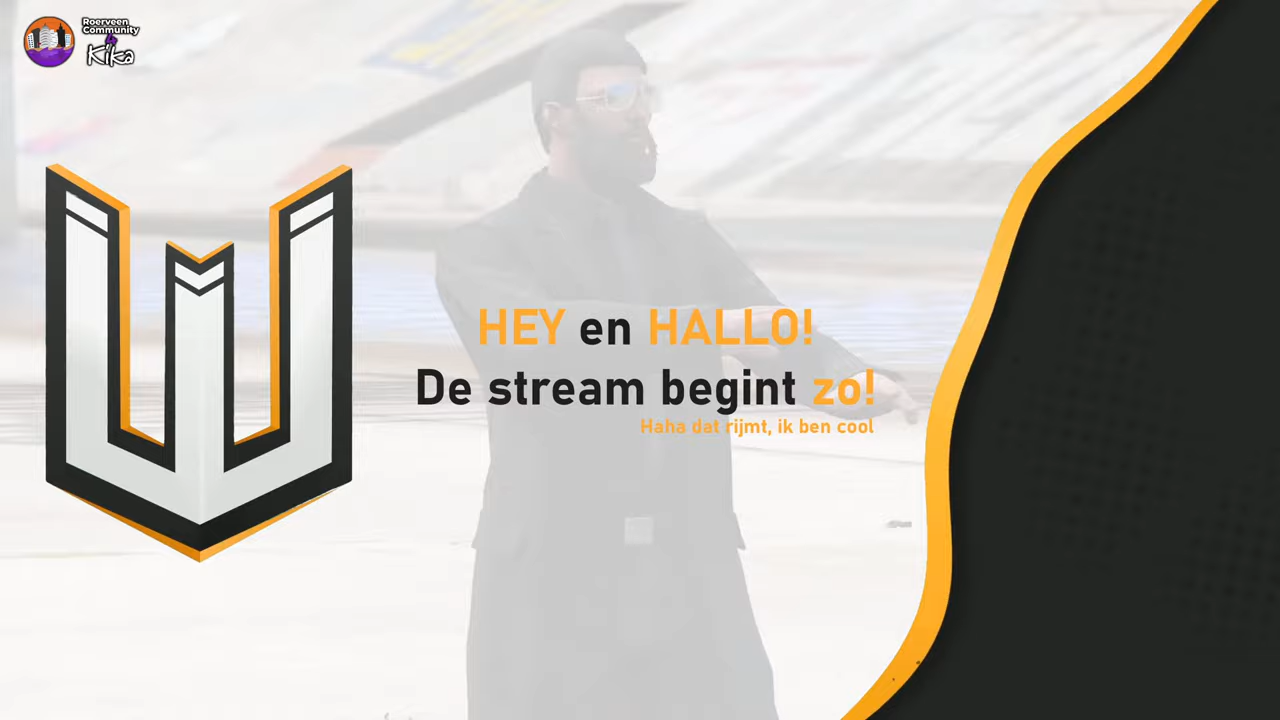 Roerveen
Community
Kika
HEY en HALLO!
De stream begint zo!
Haha dat rijmt, ik ben cool